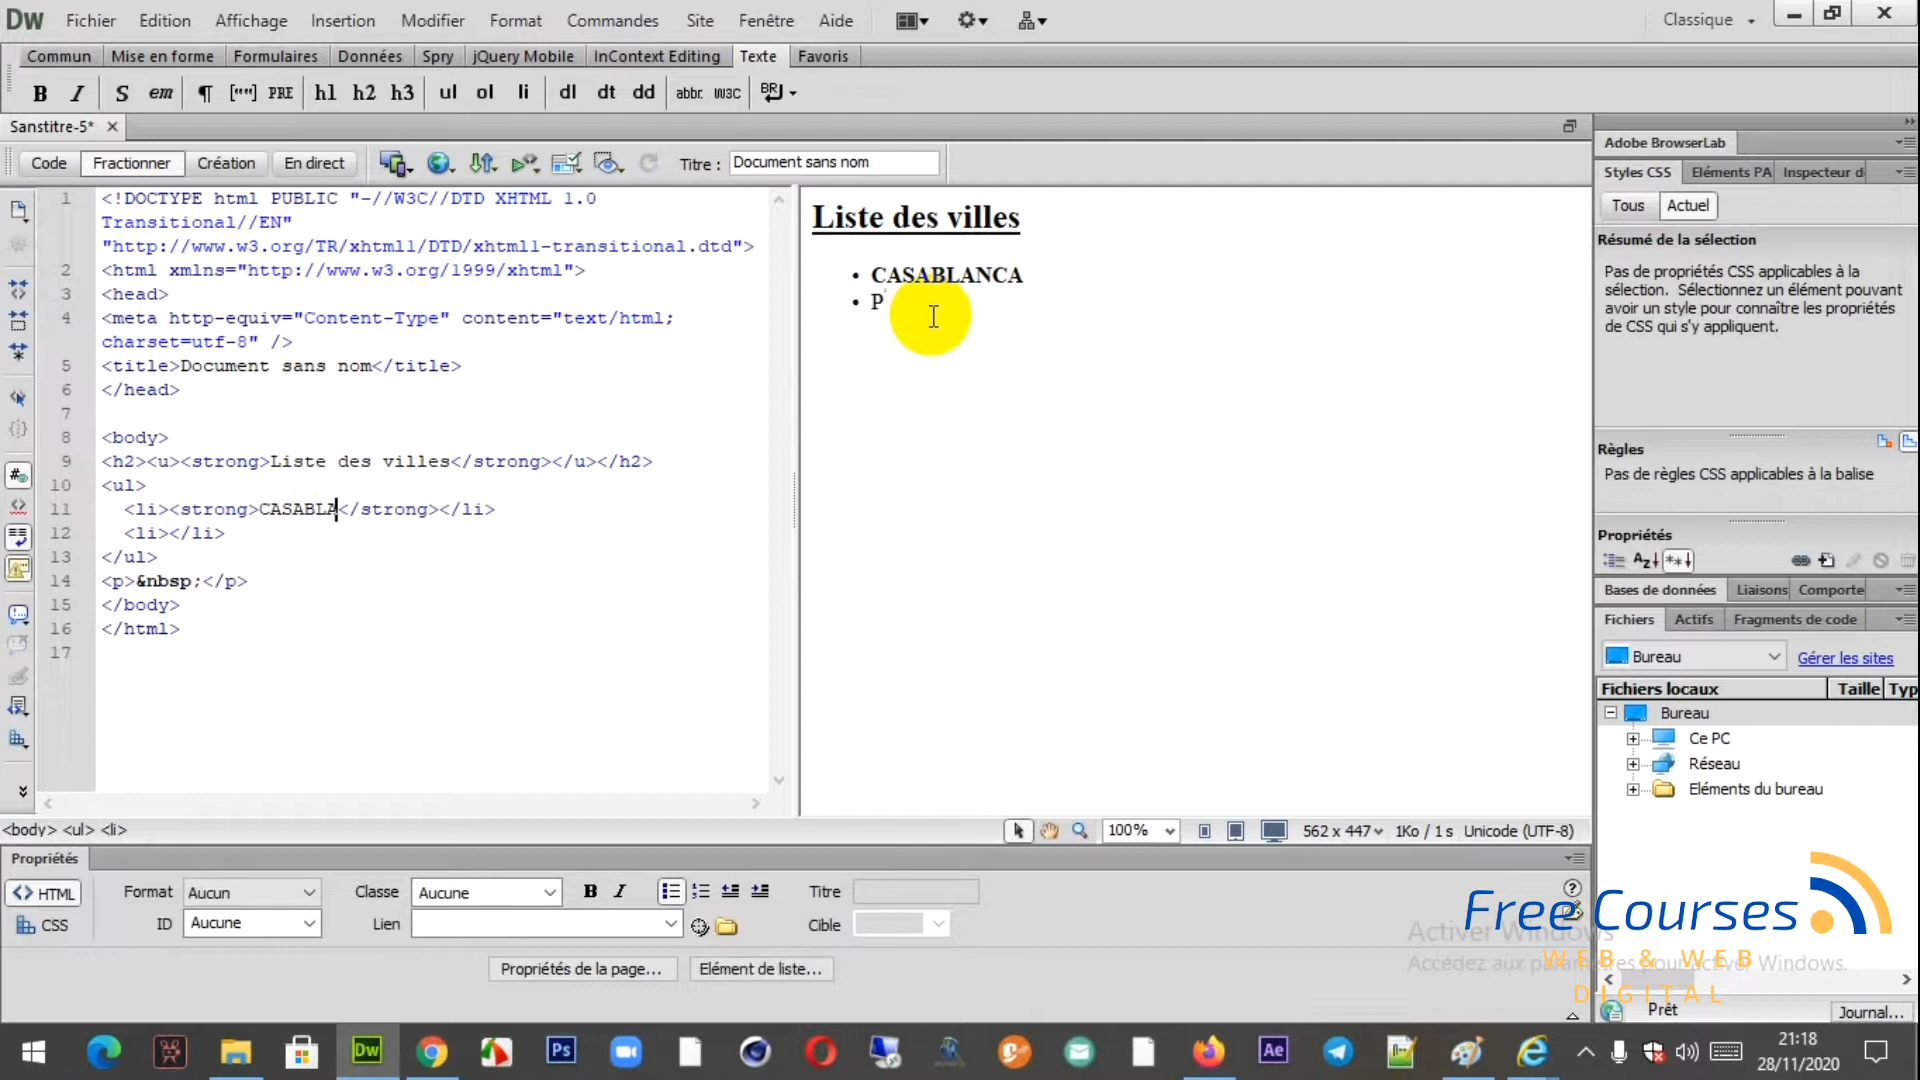 Dw Fichier Edition Affichage Insertion Modifier Format Commandes Site Fenêtre Aide Classique
Commun Mise en forme Formulaires Données Spry jQuery Mobile InContext Editing Texte Favoris
B I S em ¶ [""] PRE h1 h2 h3 ul ol li dl dt dd abbr. W3C BRJ
Sanstitre-5*
Code Fractionner Création En direct Titre : Document sans nom
1 <!DOCTYPE html PUBLIC "-//W3C//DTD XHTML 1.0
Transitional//EN"
"http://www.w3.org/TR/xhtml1/DTD/xhtml1-transitional.dtd">
2 <html xmlns="http://www.w3.org/1999/xhtml">
3 <head>
4 <meta http-equiv="Content-Type" content="text/html;
charset=utf-8" />
5 <title>Document sans nom</title>
6 </head>
7
8 <body>
9 <h2><u><strong>Liste des villes</strong></u></h2>
10 <ul>
11 <li><strong>CASABLA</strong></li>
12 <li></li>
13 </ul>
14 <p>&nbsp;</p>
15 </body>
16 </html>
17
Liste des villes
• CASABLANCA
• P
Adobe BrowserLab
Styles CSS Eléments PA Inspecteur d
Tous Actuel
Résumé de la sélection
Pas de propriétés CSS applicables à la
sélection. Sélectionnez un élément pouvant
avoir un style pour connaître les propriétés
de CSS qui s'y appliquent.
Règles
Pas de règles CSS applicables à la balise
Propriétés
Bases de données Liaisons Comporte
Fichiers Actifs Fragments de code
Bureau Gérer les sites
Fichiers locaux Taille Typ
Bureau
Ce PC
Réseau
Eléments du bureau
<body> <ul> <li> 100% 562 x 447 1Ko / 1 s Unicode (UTF-8)
Propriétés
<> HTML Format Aucun Classe Aucune B I Titre
CSS ID Aucune Lien Cible
Propriétés de la page... Elément de liste...
Free Courses
WEB & WEB
DIGITAL
Activer Windows
Accédez aux paramètres pour activer Windows.
Prêt Journal...
Dw Ps Ae
21:18
28/11/2020